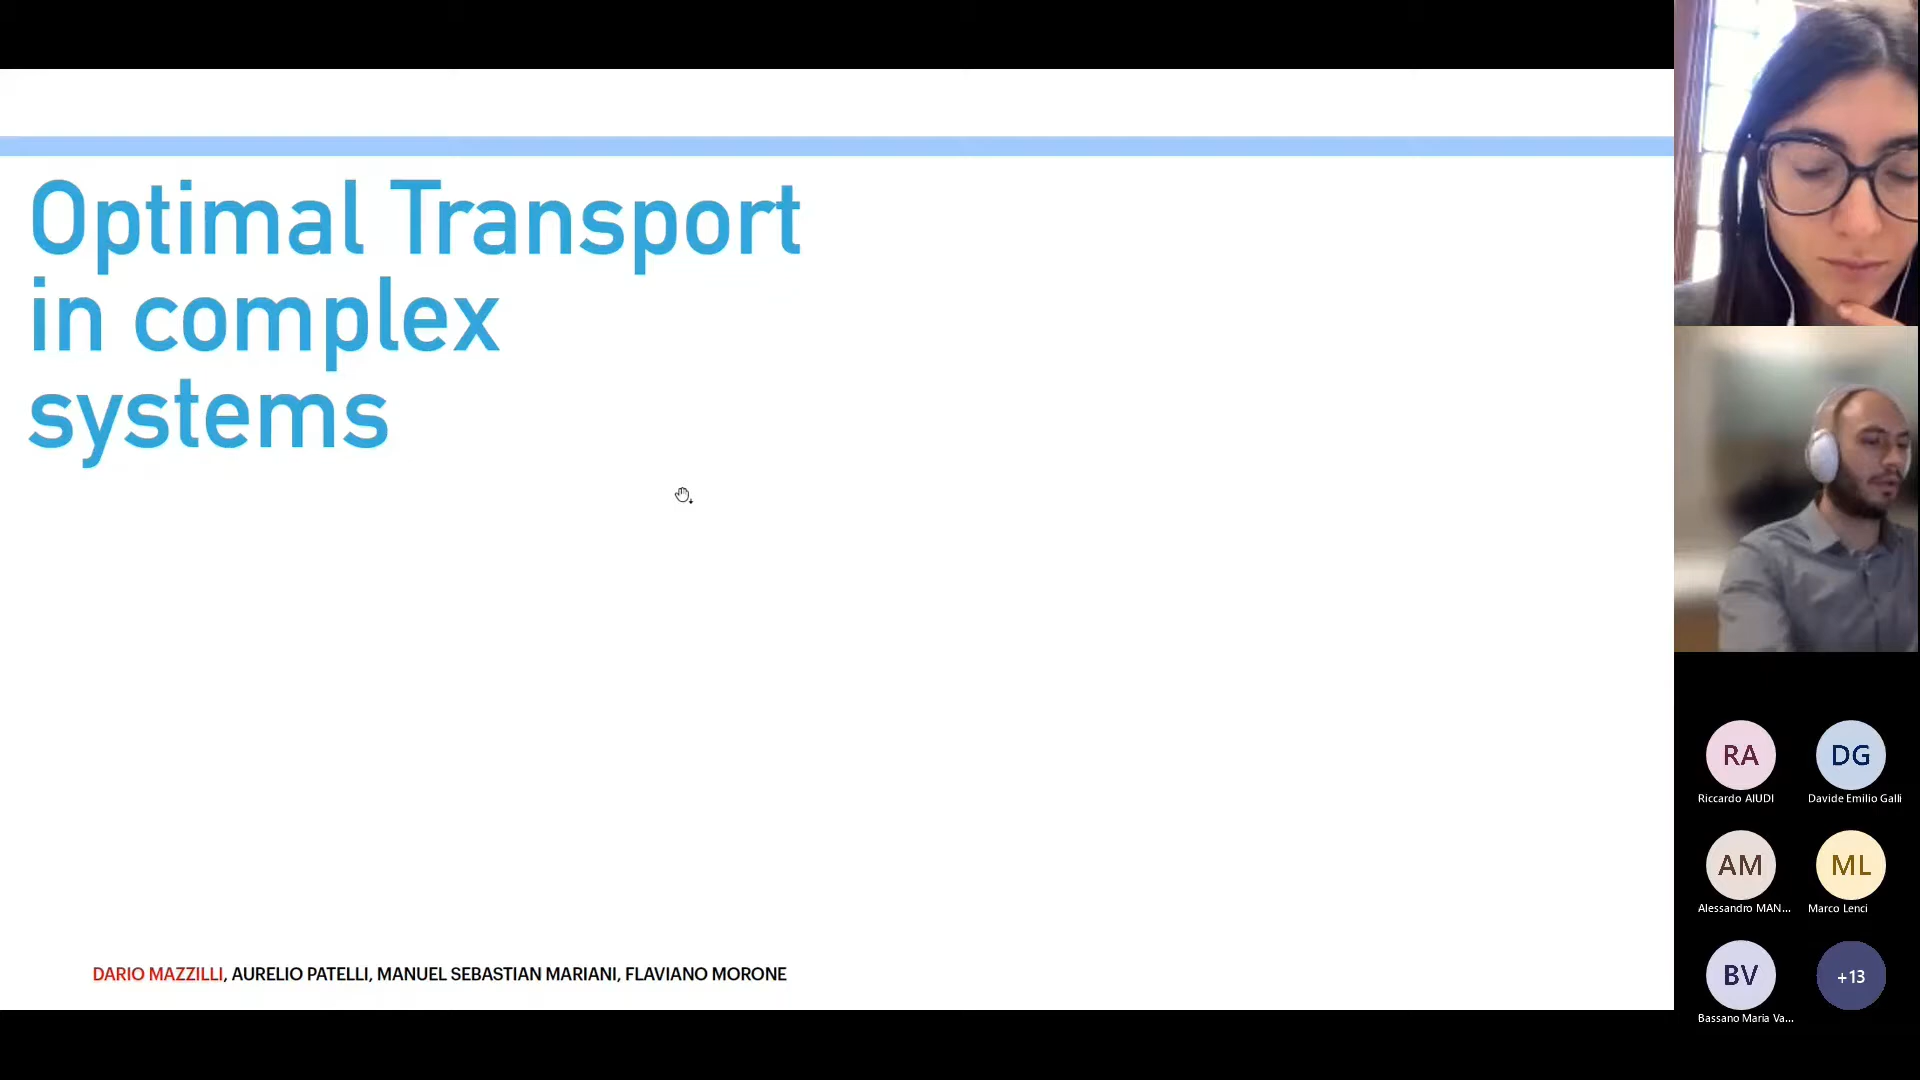 Optimal Transport
in complex
systems
DARIO MAZZILLI, AURELIO PATELLI, MANUEL SEBASTIAN MARIANI, FLAVIANO MORONE
RA
Riccardo AIUDI
DG
Davide Emilio Galli
AM
Alessandro MAN...
ML
Marco Lenci
BV
Bassano Maria Va...
+13